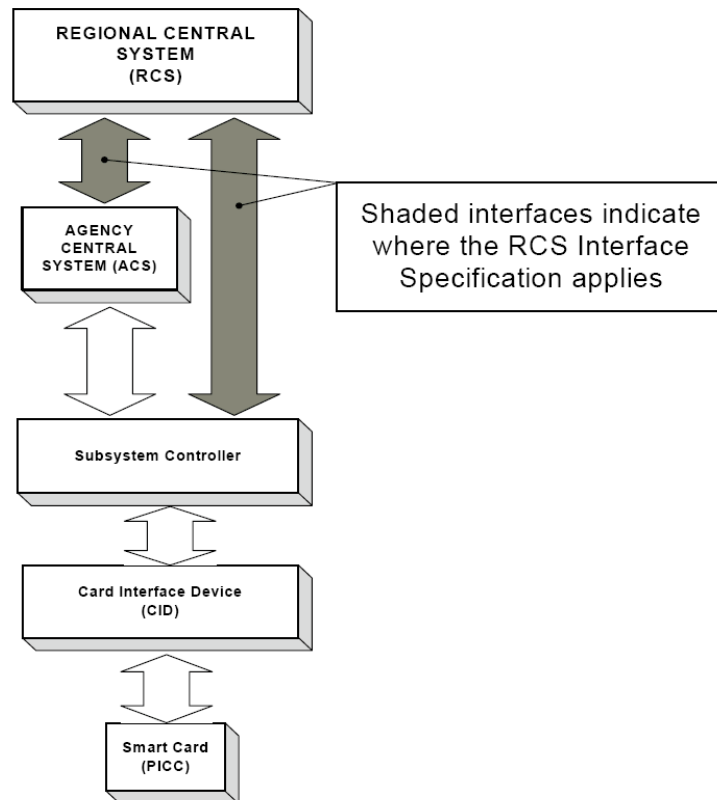 REGIONAL CENTRAL
SYSTEM
(RCS)
AGENCY
CENTRAL
SYSTEM (ACS)
Shaded interfaces indicate
where the RCS Interface
Specification applies
Subsystem Controller
Card Interface Device
(CID)
Smart Card
(PICC)